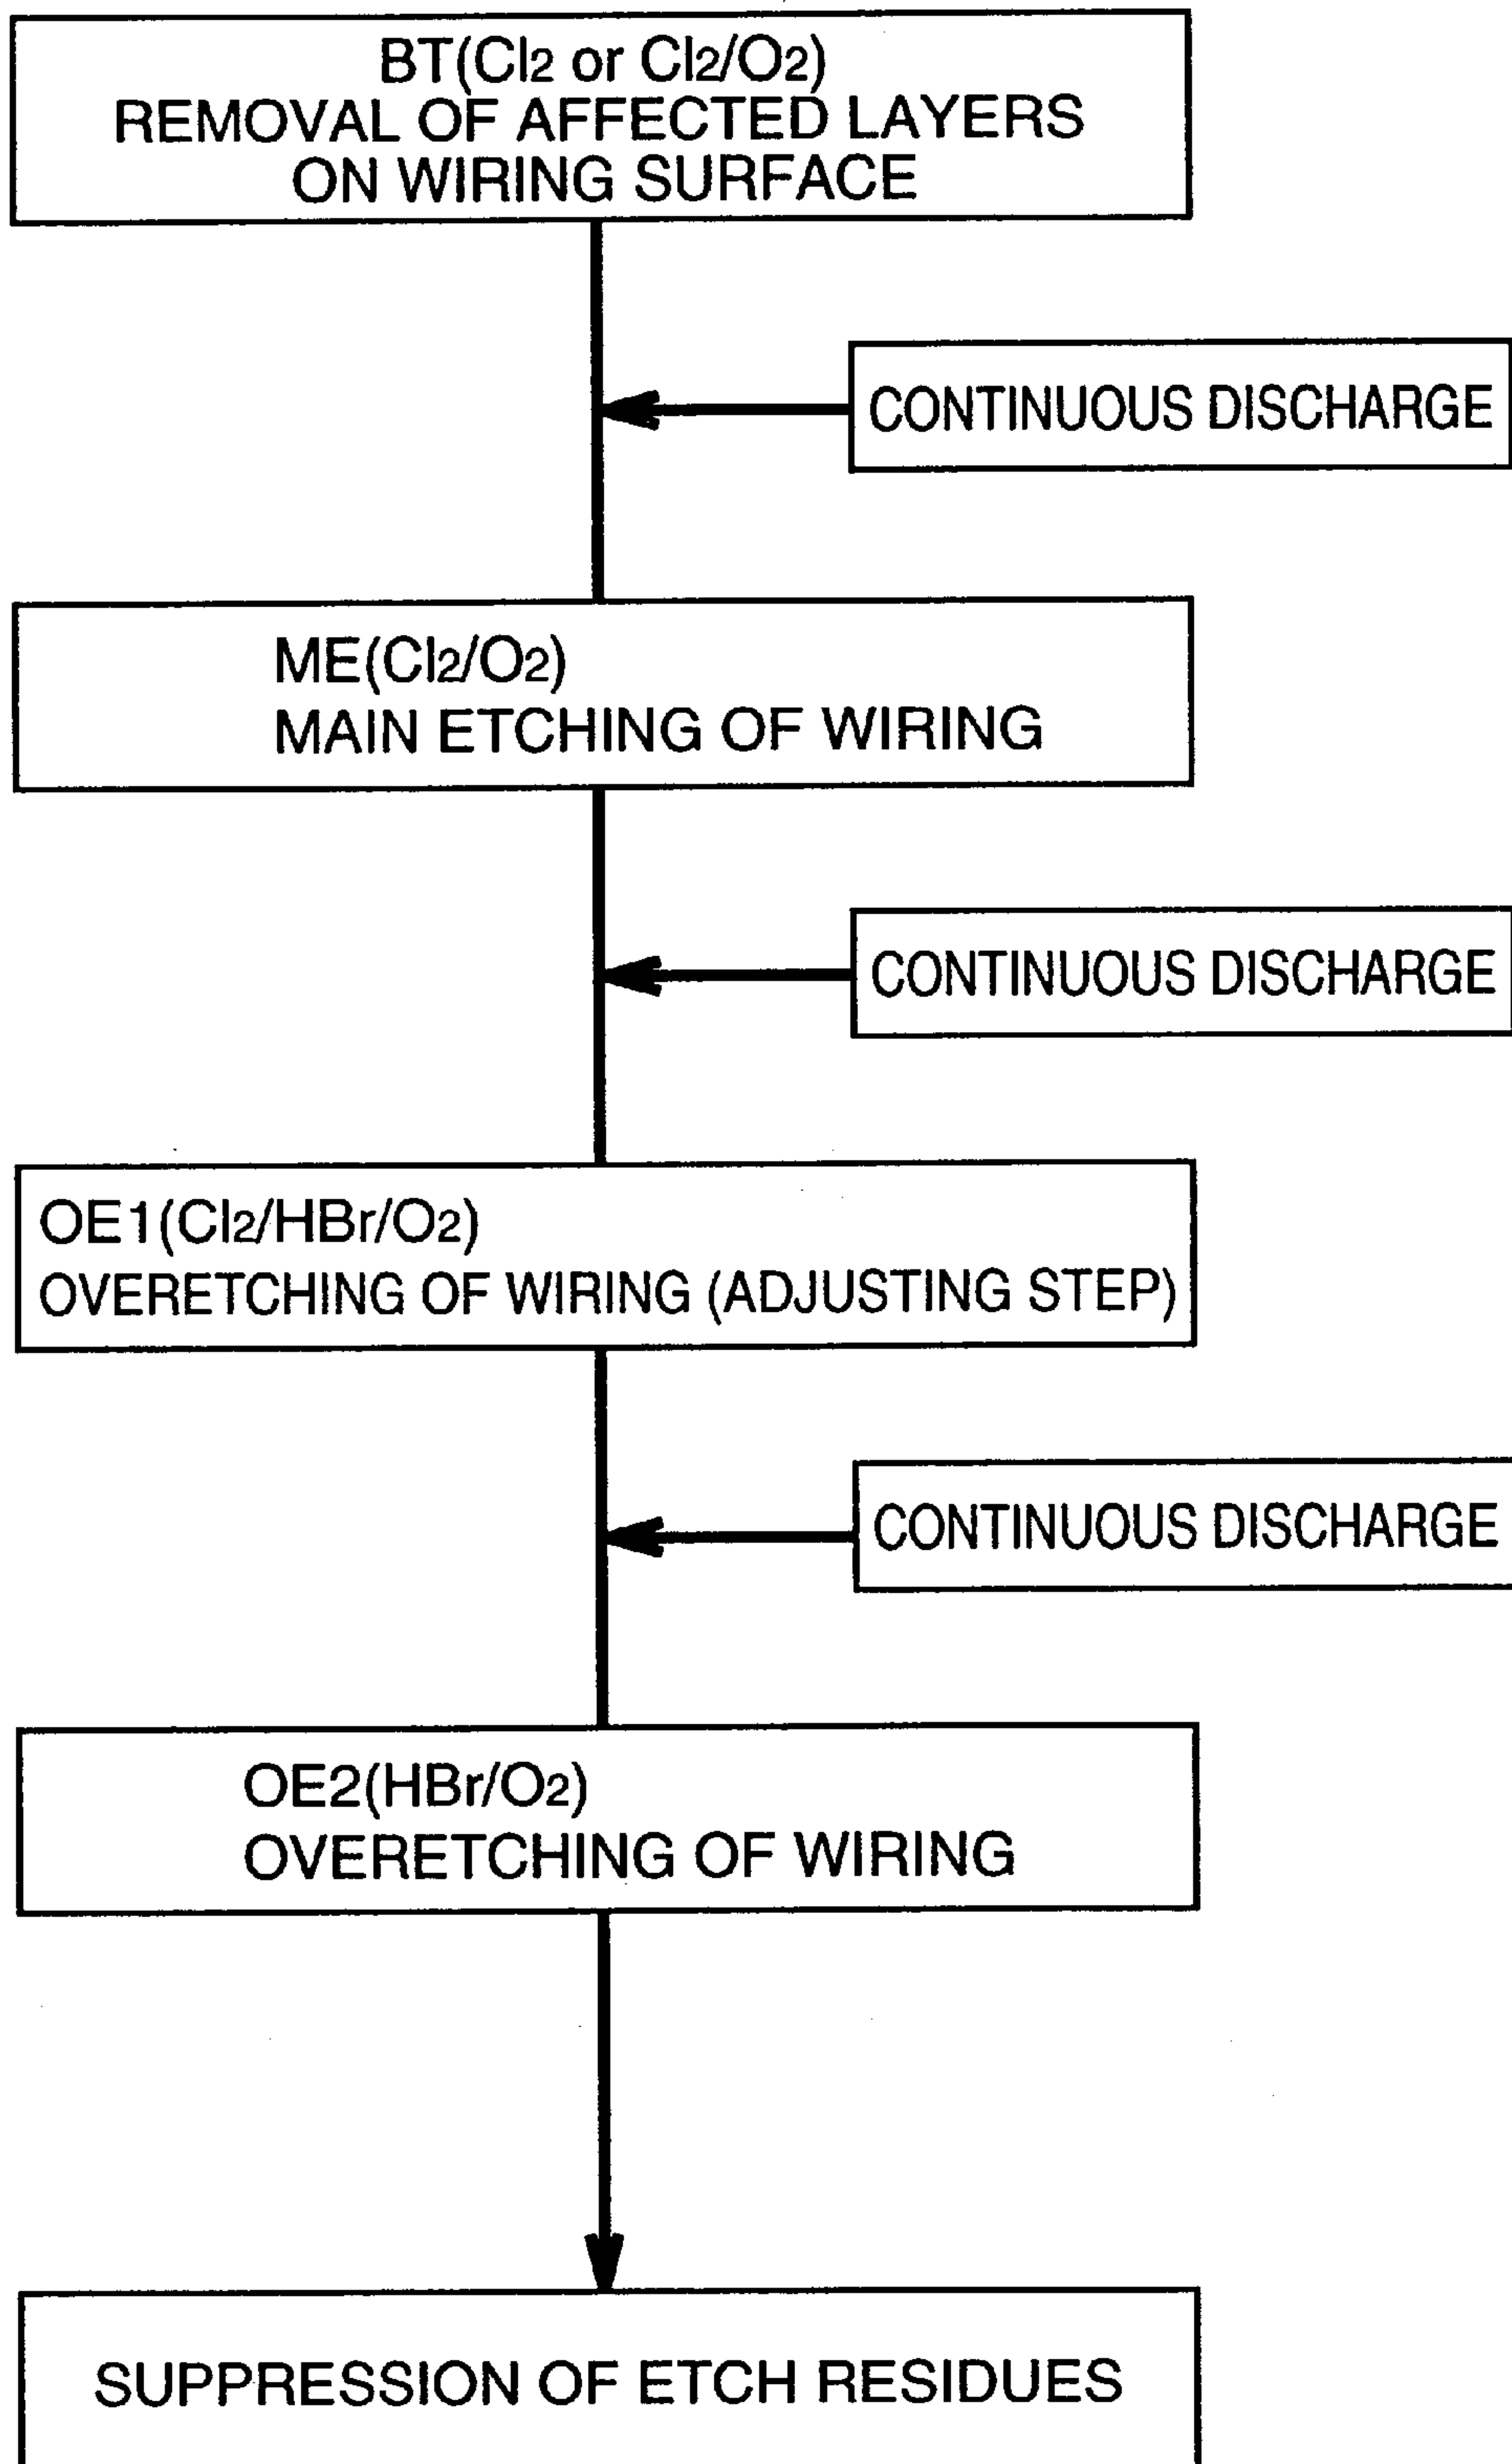 BT(Cl2 or Cl2/O2)
REMOVAL OF AFFECTED LAYERS
ON WIRING SURFACE
CONTINUOUS DISCHARGE
ME(Cl2/O2)
MAIN ETCHING OF WIRING
CONTINUOUS DISCHARGE
OE1(Cl2/HBr/O2)
OVERETCHING OF WIRING (ADJUSTING STEP)
CONTINUOUS DISCHARGE
OE2(HBr/O2)
OVERETCHING OF WIRING
SUPPRESSION OF ETCH RESIDUES